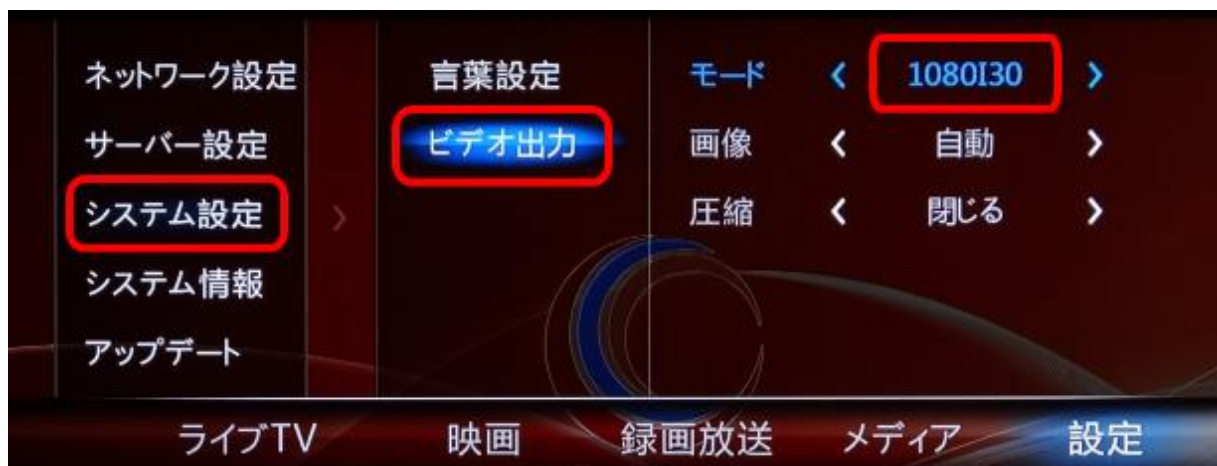 ネットワーク設定 言葉設定 モード < 1080I30 >
サーバー設定 ビデオ出力 画像 < 自動 >
システム設定 > 圧縮 < 閉じる >
システム情報
アップデート
ライブTV 映画 録画放送 メディア 設定